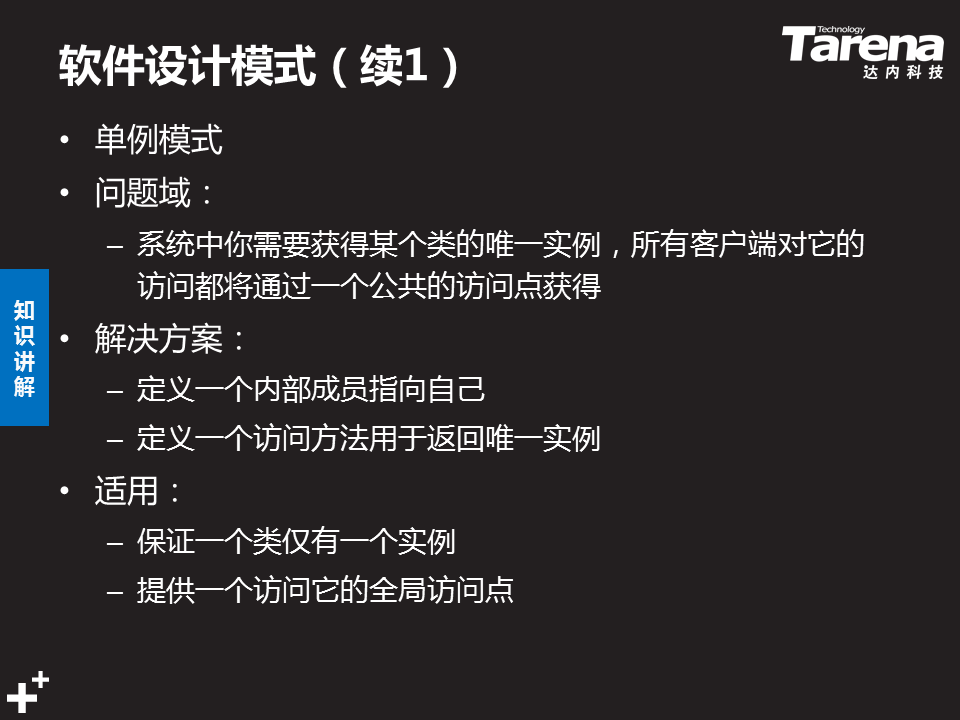 软件设计模式（续1）
Technology
Tarena
达内科技
• 单例模式
• 问题域：
– 系统中你需要获得某个类的唯一实例，所有客户端对它的
访问都将通过一个公共的访问点获得
知识讲解
• 解决方案：
– 定义一个内部成员指向自己
– 定义一个访问方法用于返回唯一实例
• 适用：
– 保证一个类仅有一个实例
– 提供一个访问它的全局访问点